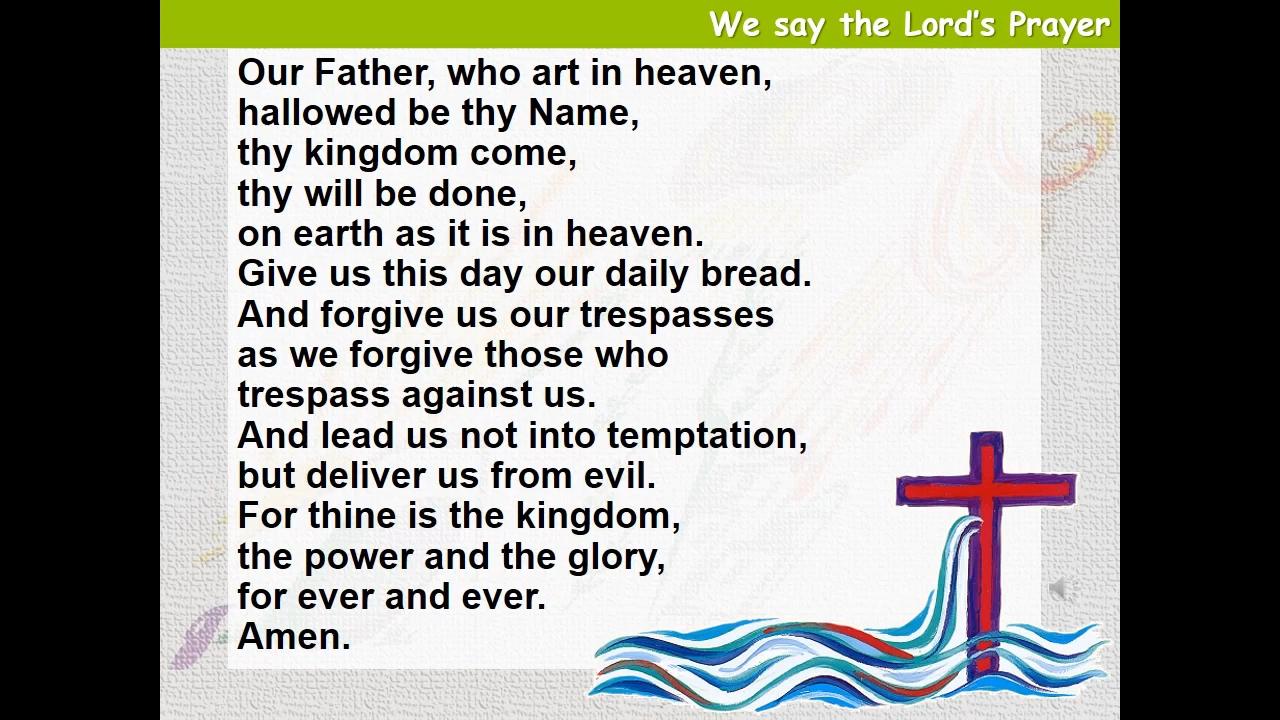 We say the Lord's Prayer
Our Father, who art in heaven,
hallowed be thy Name,
thy kingdom come,
thy will be done,
on earth as it is in heaven.
Give us this day our daily bread.
And forgive us our trespasses
as we forgive those who
trespass against us.
And lead us not into temptation,
but deliver us from evil.
For thine is the kingdom,
the power and the glory,
for ever and ever.
Amen.